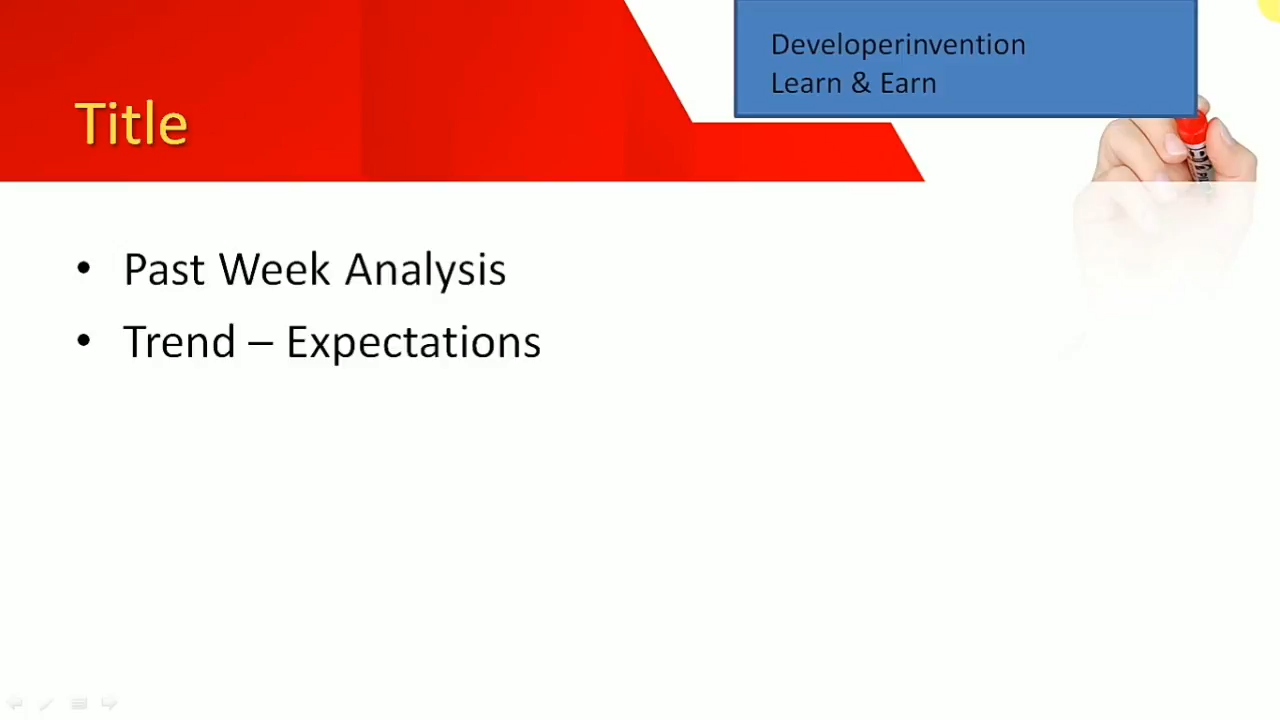 Developerinvention
Learn & Earn
Title
• Past Week Analysis
• Trend – Expectations